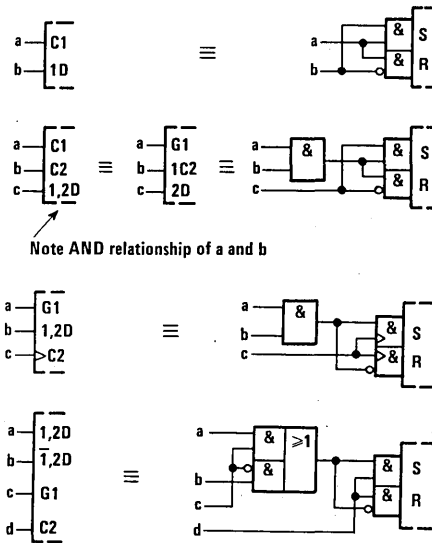 a C1 ≡ a & S
b 1D b & R
a C1 ≡ a G1 ≡ a & & S
b C2 b 1C2 b & R
c 1,2D c 2D c
Note AND relationship of a and b
a G1 ≡ a & & S
b 1,2D b & R
c C2 c
a 1,2D ≡ a & ≥1 & S
b 1̅,2D b & & R
c G1 c
d C2 d